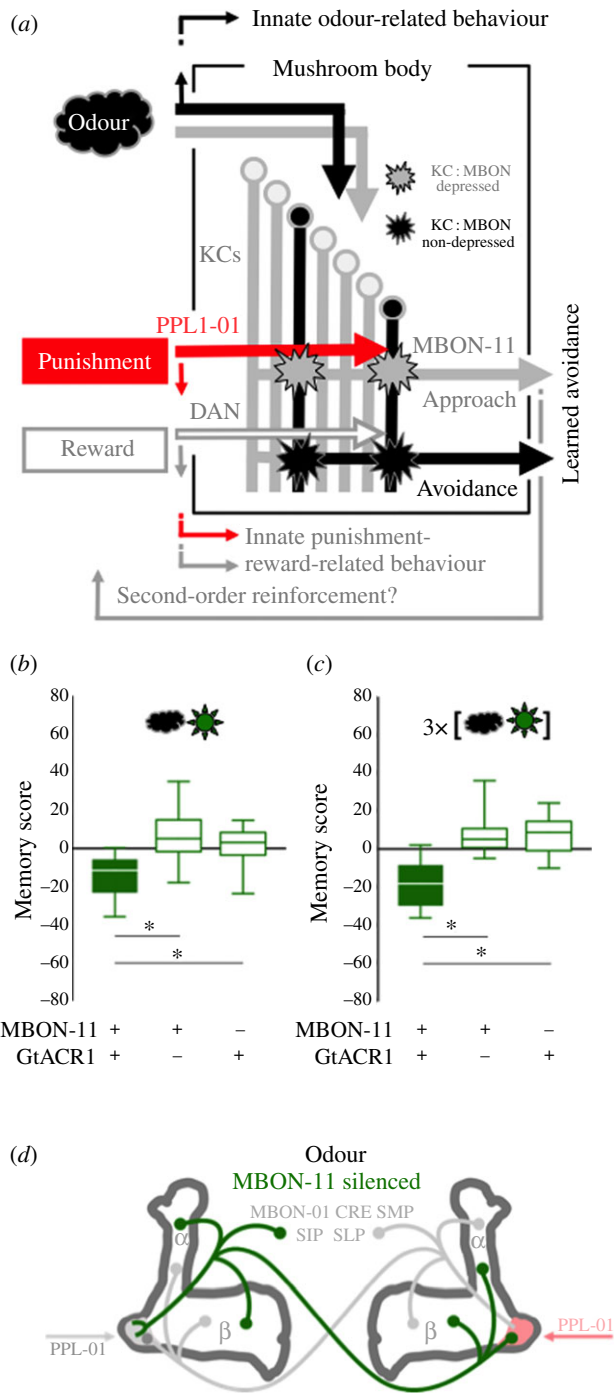 (a)
Innate odour-related behaviour
Mushroom body
Odour
KC : MBON
depressed
KC : MBON
non-depressed
KCs
PPL1-01
Punishment
MBON-11
Approach
DAN
Reward
Avoidance
Learned avoidance
Innate punishment-
reward-related behaviour
Second-order reinforcement?
(b)
80
60
40
20
0
–20
–40
–60
–80
Memory score
*
*
MBON-11 + + –
GtACR1 + – +
(c)
80
60
40
20
0
–20
–40
–60
–80
Memory score
3× [ ]
*
*
+ + –
+ – +
(d)
Odour
MBON-11 silenced
MBON-01 CRE SMP
SIP SLP
α
α
β
β
PPL-01
PPL-01